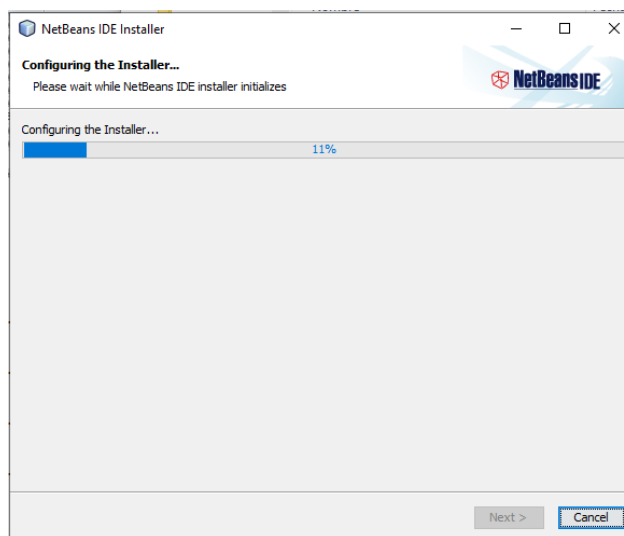 NetBeans IDE Installer
Configuring the Installer...
Please wait while NetBeans IDE installer initializes
NetBeans IDE
Configuring the Installer...
11%
Next >
Cancel